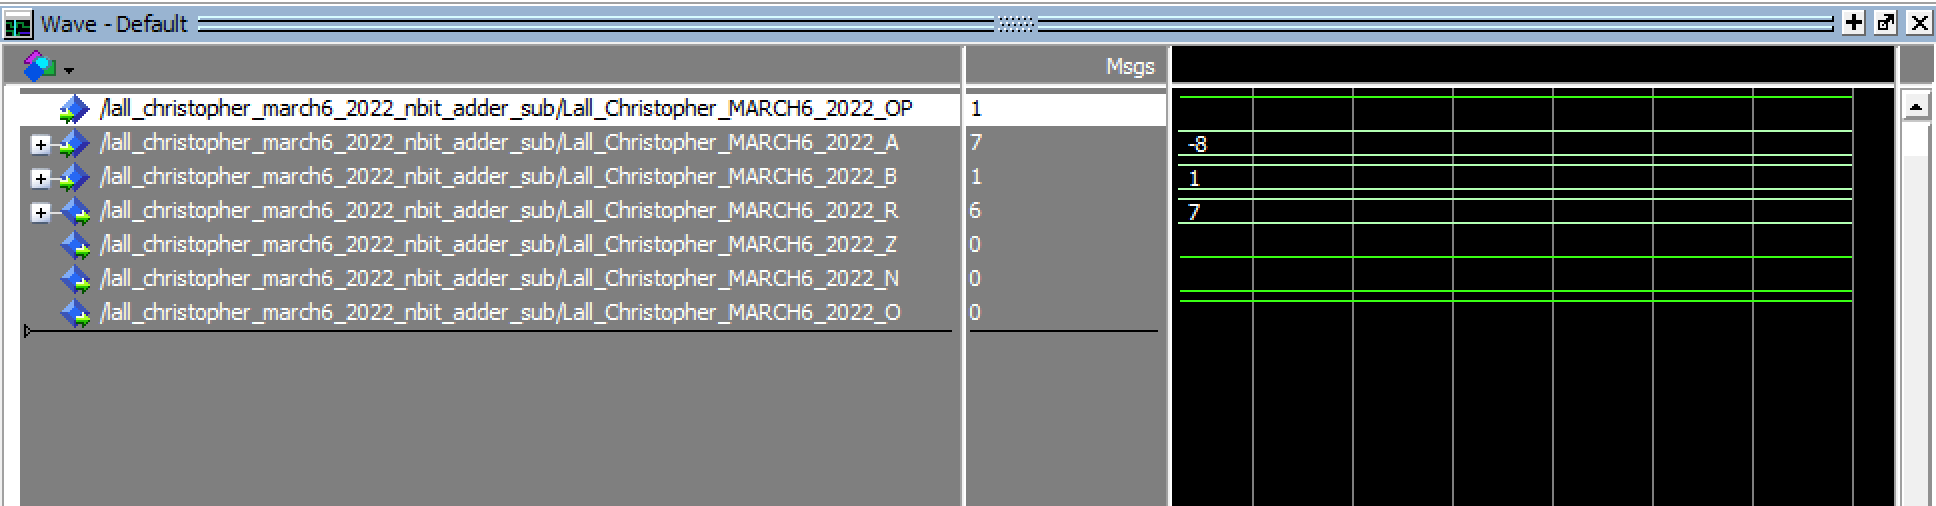 Wave - Default
Msgs
/lall_christopher_march6_2022_nbit_adder_sub/Lall_Christopher_MARCH6_2022_OP 1
/lall_christopher_march6_2022_nbit_adder_sub/Lall_Christopher_MARCH6_2022_A 7 -8
/lall_christopher_march6_2022_nbit_adder_sub/Lall_Christopher_MARCH6_2022_B 1 1
/lall_christopher_march6_2022_nbit_adder_sub/Lall_Christopher_MARCH6_2022_R 6 7
/lall_christopher_march6_2022_nbit_adder_sub/Lall_Christopher_MARCH6_2022_Z 0
/lall_christopher_march6_2022_nbit_adder_sub/Lall_Christopher_MARCH6_2022_N 0
/lall_christopher_march6_2022_nbit_adder_sub/Lall_Christopher_MARCH6_2022_O 0